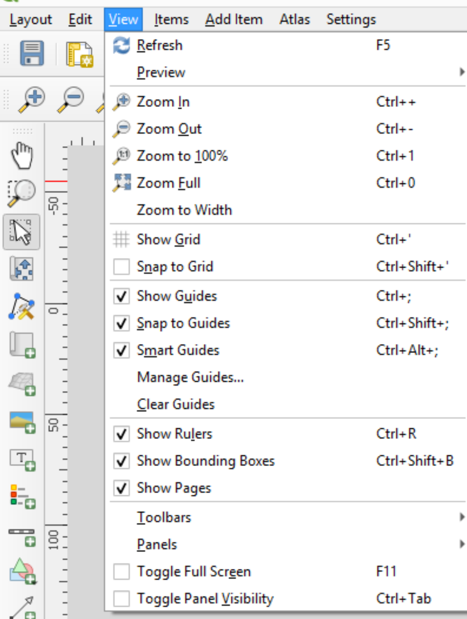 Layout Edit View Items Add Item Atlas Settings
Refresh F5
Preview
Zoom In Ctrl++
Zoom Out Ctrl+-
Zoom to 100% Ctrl+1
Zoom Full Ctrl+0
Zoom to Width
Show Grid Ctrl+'
Snap to Grid Ctrl+Shift+'
Show Guides Ctrl+;
Snap to Guides Ctrl+Shift+;
Smart Guides Ctrl+Alt+;
Manage Guides...
Clear Guides
Show Rulers Ctrl+R
Show Bounding Boxes Ctrl+Shift+B
Show Pages
Toolbars
Panels
Toggle Full Screen F11
Toggle Panel Visibility Ctrl+Tab
-50
0
50
100